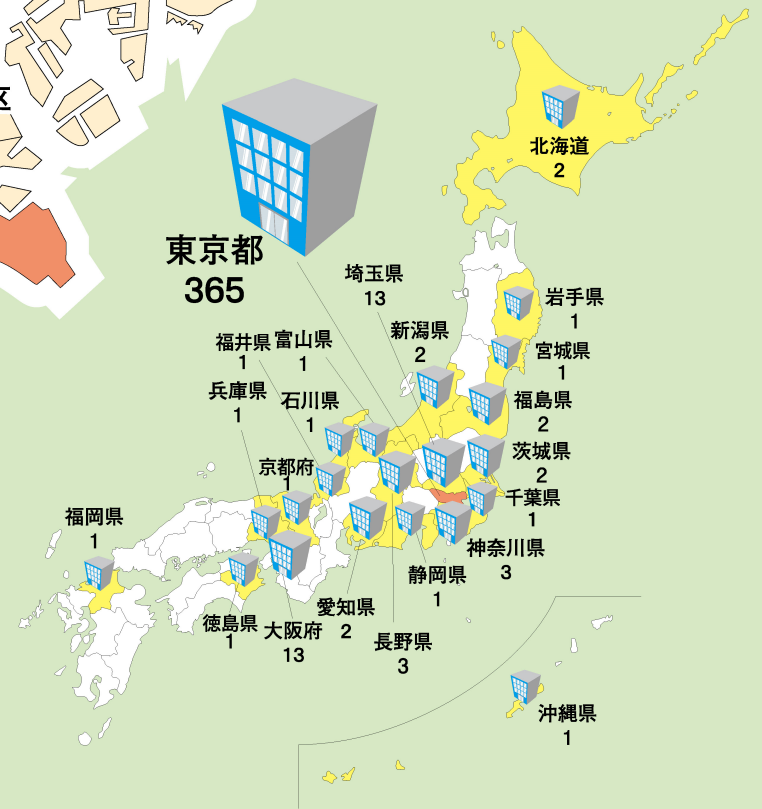 区
北海道
2
東京都
365
埼玉県
13
岩手県
1
新潟県
2
福井県
1
富山県
1
宮城県
1
兵庫県
1
石川県
1
福島県
2
茨城県
2
京都府
1
千葉県
1
福岡県
1
神奈川県
3
静岡県
1
愛知県
2
徳島県
1
大阪府
13
長野県
3
沖縄県
1